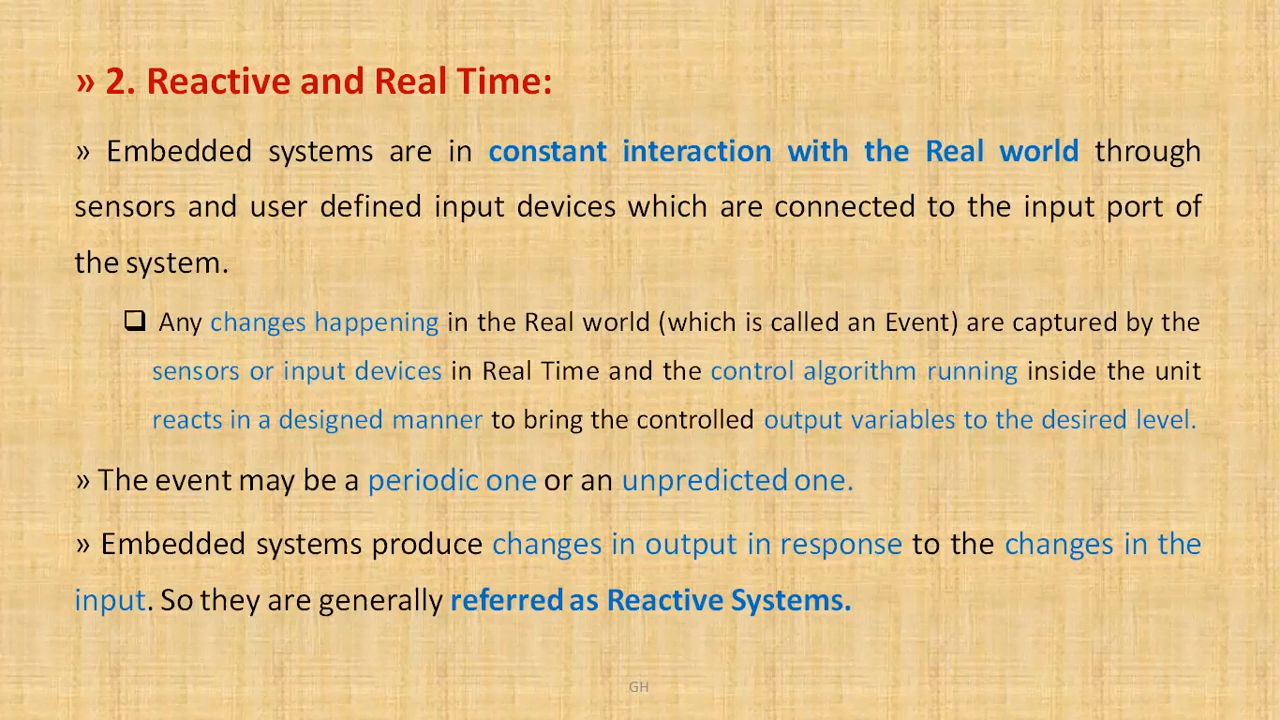 » 2. Reactive and Real Time:
» Embedded systems are in constant interaction with the Real world through
sensors and user defined input devices which are connected to the input port of
the system.
❑ Any changes happening in the Real world (which is called an Event) are captured by the
sensors or input devices in Real Time and the control algorithm running inside the unit
reacts in a designed manner to bring the controlled output variables to the desired level.
» The event may be a periodic one or an unpredicted one.
» Embedded systems produce changes in output in response to the changes in the
input. So they are generally referred as Reactive Systems.
GH